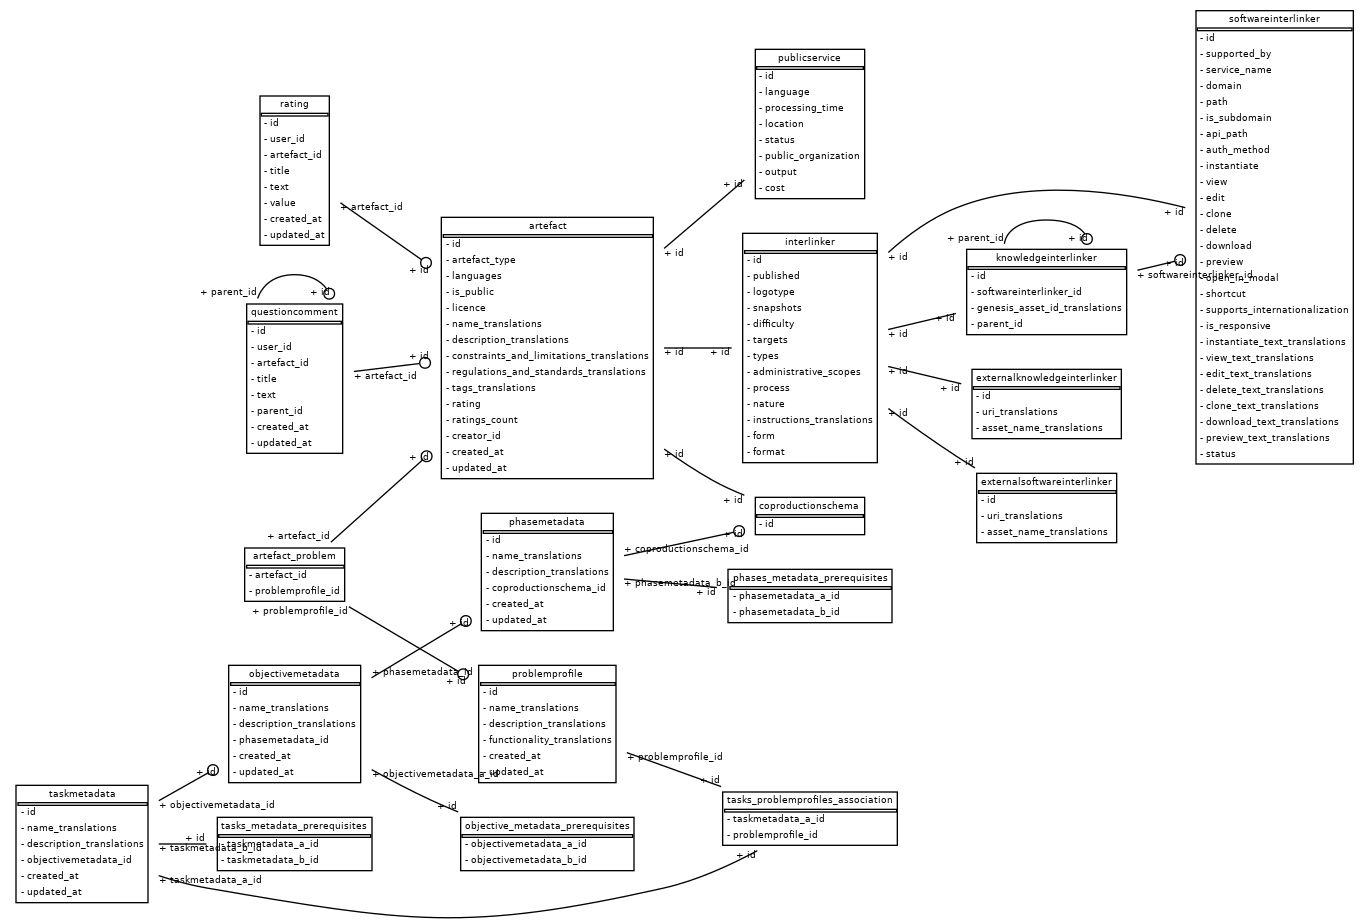 softwareinterlinker
- id
- supported_by
- service_name
- domain
- path
- is_subdomain
- api_path
- auth_method
- instantiate
- view
- edit
- clone
- delete
- download
- preview
- open_in_modal
- shortcut
- supports_internationalization
- is_responsive
- instantiate_text_translations
- view_text_translations
- edit_text_translations
- delete_text_translations
- clone_text_translations
- download_text_translations
- preview_text_translations
- status
publicservice
- id
- language
- processing_time
- location
- status
- public_organization
- output
- cost
rating
- id
- user_id
- artefact_id
- title
- text
- value
- created_at
- updated_at
+ artefact_id
+ id
artefact
- id
- artefact_type
- languages
- is_public
- licence
- name_translations
- description_translations
- constraints_and_limitations_translations
- regulations_and_standards_translations
- tags_translations
- rating
- ratings_count
- creator_id
- created_at
- updated_at
+ id
+ id
+ id
+ id
+ id
+ id
interlinker
- id
- published
- logotype
- snapshots
- difficulty
- targets
- types
- administrative_scopes
- process
- nature
- instructions_translations
- form
- format
+ id
+ id
+ id
+ id
+ id
+ id
+ id
+ id
+ parent_id
+ id
knowledgeinterlinker
- id
- softwareinterlinker_id
- genesis_asset_id_translations
- parent_id
+ id
+ softwareinterlinker_id
externalknowledgeinterlinker
- id
- uri_translations
- asset_name_translations
externalsoftwareinterlinker
- id
- uri_translations
- asset_name_translations
+ parent_id
+ id
questioncomment
- id
- user_id
- artefact_id
- title
- text
- parent_id
- created_at
- updated_at
+ id
+ artefact_id
+ id
+ artefact_id
artefact_problem
- artefact_id
- problemprofile_id
+ problemprofile_id
+ id
coproductionschema
- id
phasemetadata
- id
- name_translations
- description_translations
- coproductionschema_id
- created_at
- updated_at
+ id
+ coproductionschema_id
+ phasemetadata_b_id
+ id
phases_metadata_prerequisites
- phasemetadata_a_id
- phasemetadata_b_id
+ id
+ phasemetadata_id
objectivemetadata
- id
- name_translations
- description_translations
- phasemetadata_id
- created_at
- updated_at
problemprofile
- id
- name_translations
- description_translations
- functionality_translations
- created_at
- updated_at
+ problemprofile_id
+ id
+ objectivemetadata_a_id
+ id
+ id
+ objectivemetadata_id
taskmetadata
- id
- name_translations
- description_translations
- objectivemetadata_id
- created_at
- updated_at
+ id
+ taskmetadata_b_id
tasks_metadata_prerequisites
- taskmetadata_a_id
- taskmetadata_b_id
objective_metadata_prerequisites
- objectivemetadata_a_id
- objectivemetadata_b_id
tasks_problemprofiles_association
- taskmetadata_a_id
- problemprofile_id
+ id
+ taskmetadata_a_id